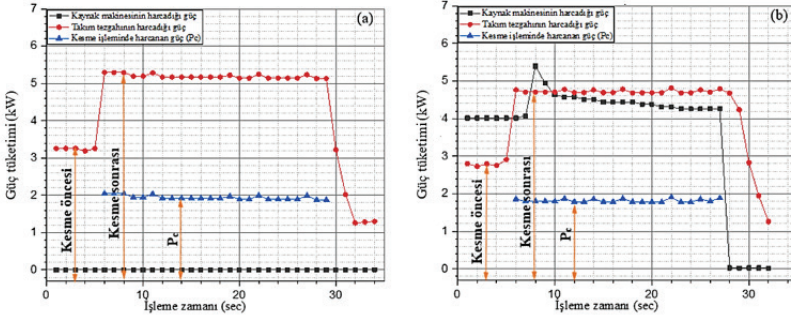 (a)
Kaynak makinesinin harcadığı güç
Takım tezgahının harcadığı güç
Kesme işleminde harcanan güç (Pc)
Güç tüketimi (kW)
7
6
5
4
3
2
1
0
Kesme öncesi
Kesme sonrası
Pc
0 10 20 30
İşleme zamanı (sec)
(b)
Kaynak makinesinin harcadığı güç
Takım tezgahının harcadığı güç
Kesme işleminde harcanan güç (Pc)
Güç tüketimi (kW)
7
6
5
4
3
2
1
0
Kesme öncesi
Kesme sonrası
Pc
0 10 20 30
İşleme zamanı (sec)